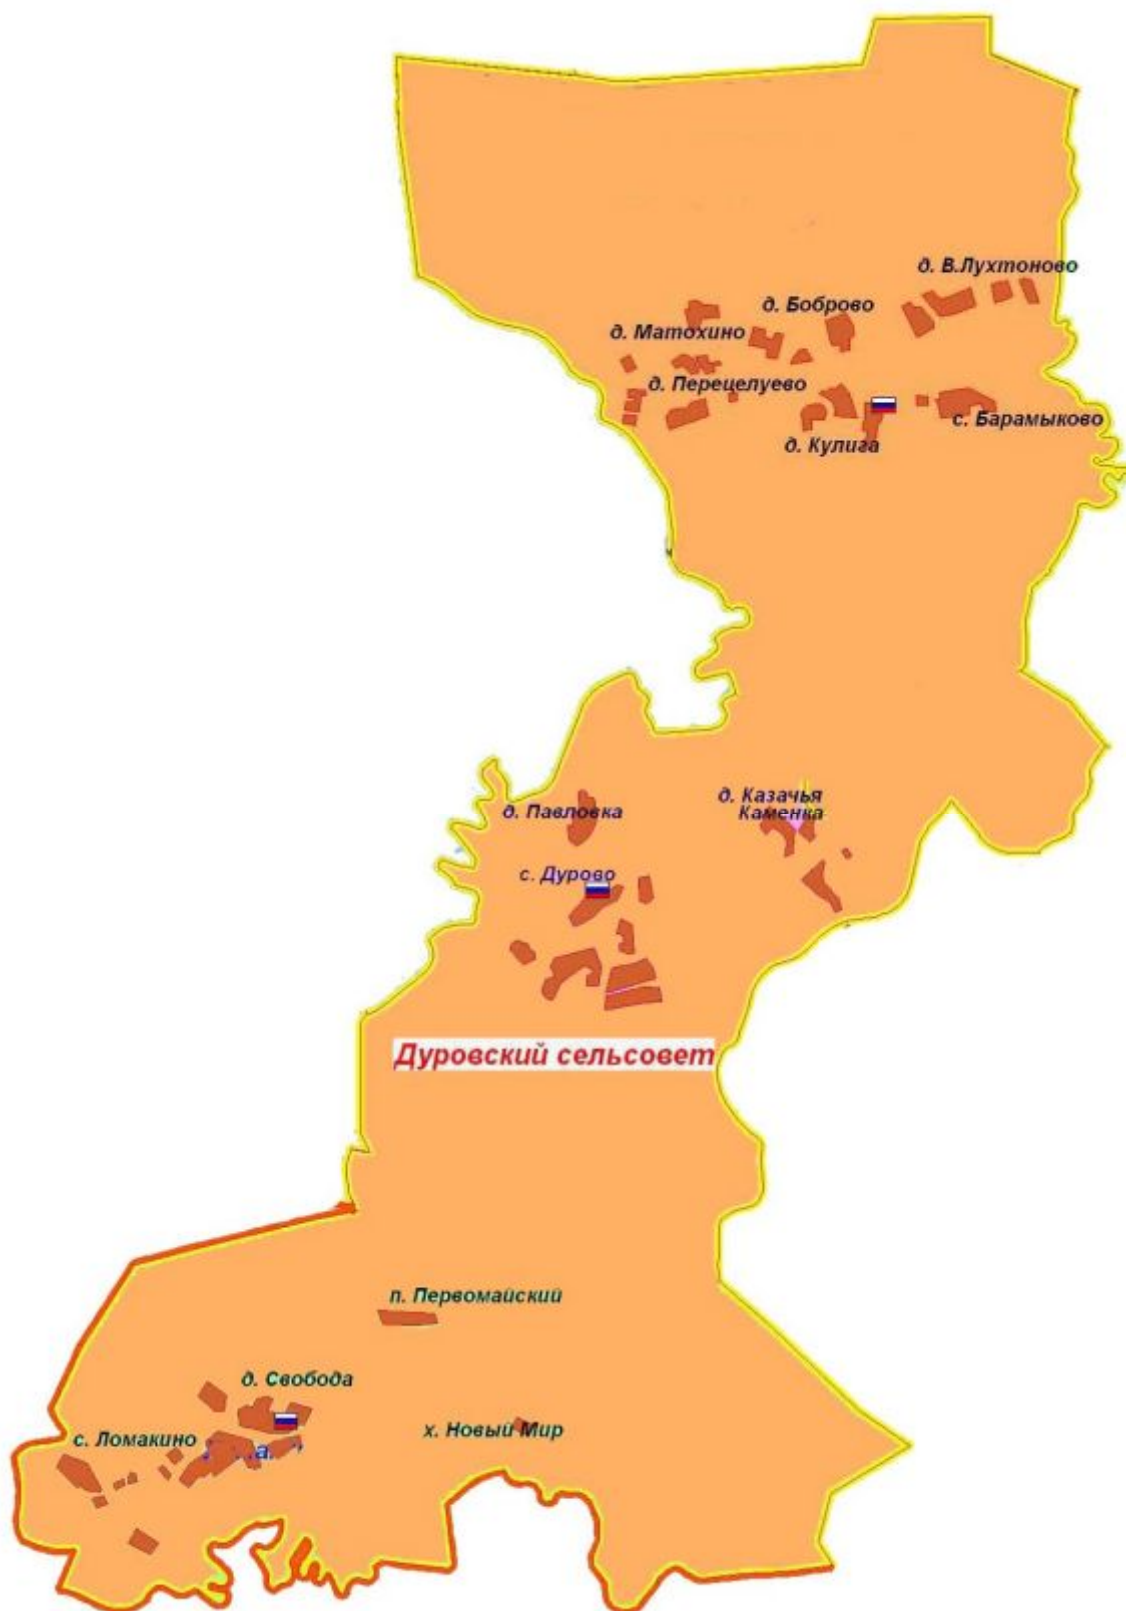 д. В.Лухтоново
д. Боброво
д. Матохино
д. Перецелуево
с. Барамыково
д. Кулига
д. Казачья
Каменка
д. Павловка
с. Дурово
Дуровский сельсовет
п. Первомайский
д. Свобода
х. Новый Мир
с. Ломакино